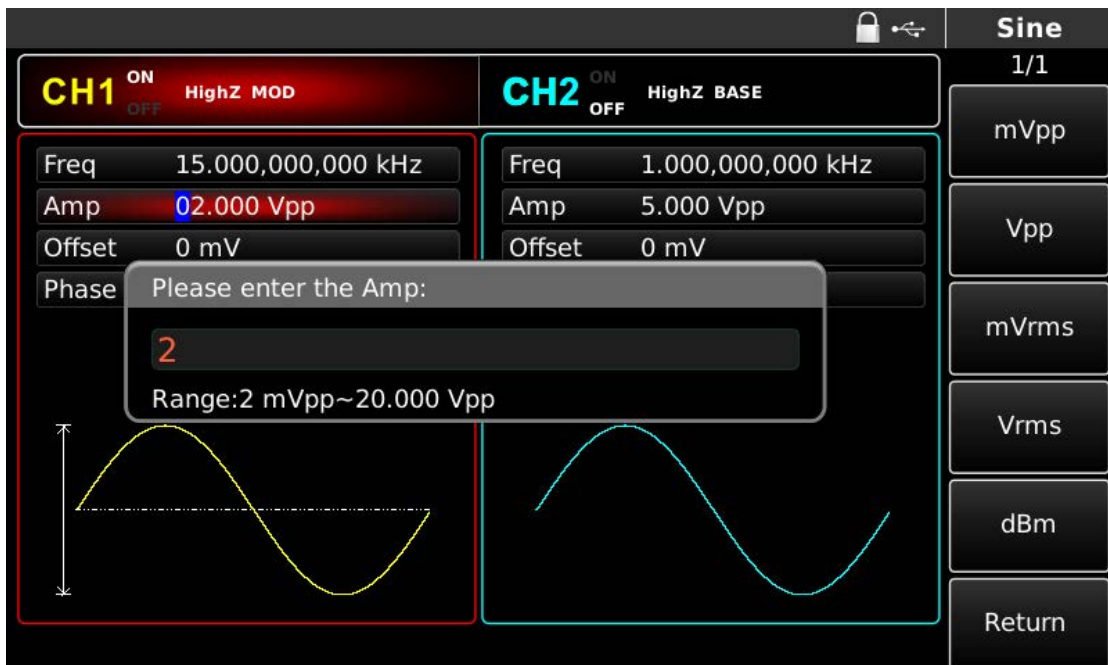 Sine
1/1
CH1 ON OFF HighZ MOD
CH2 ON OFF HighZ BASE
Freq 15.000,000,000 kHz
Amp 02.000 Vpp
Offset 0 mV
Phase
Freq 1.000,000,000 kHz
Amp 5.000 Vpp
Offset 0 mV
Please enter the Amp:
2
Range:2 mVpp~20.000 Vpp
mVpp
Vpp
mVrms
Vrms
dBm
Return